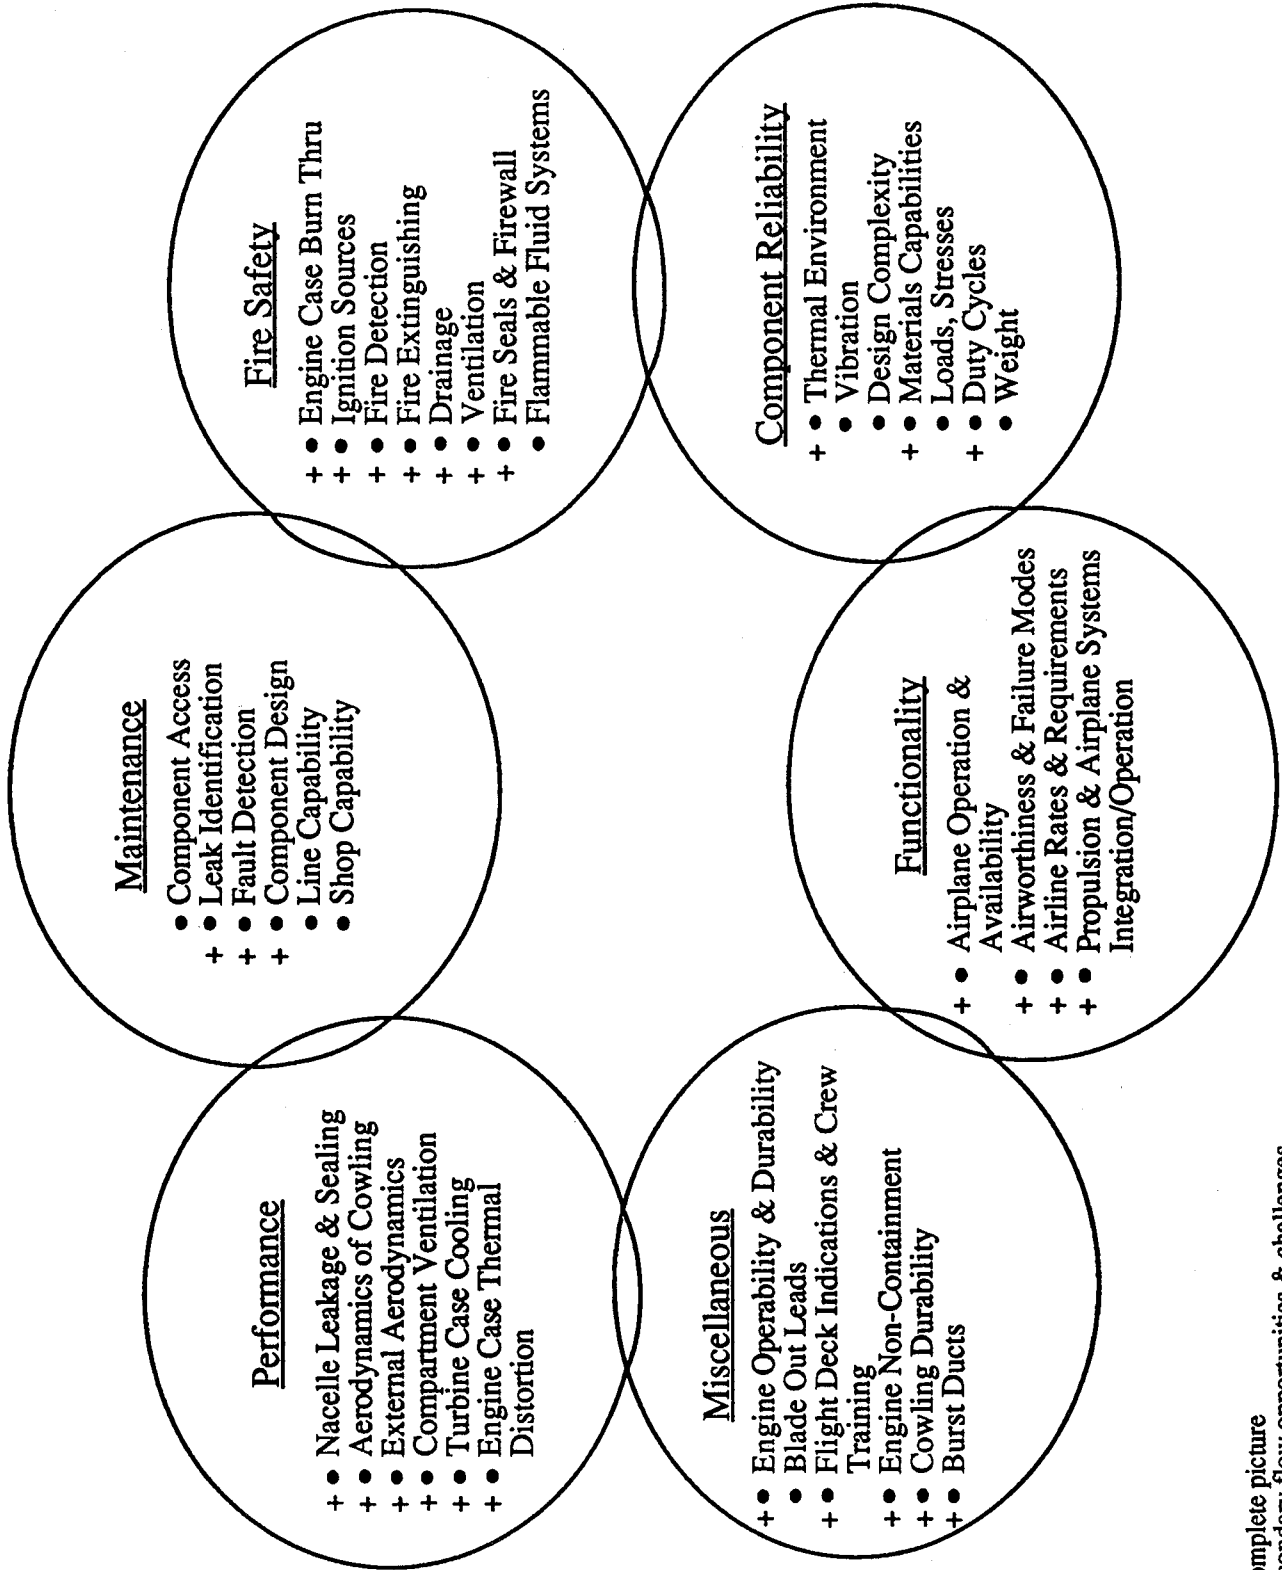 Performance
+ ● Nacelle Leakage & Sealing
+ ● Aerodynamics of Cowling
+ ● External Aerodynamics
+ ● Compartment Ventilation
+ ● Turbine Case Cooling
+ ● Engine Case Thermal
Distortion
Maintenance
● Component Access
+ ● Leak Identification
+ ● Fault Detection
+ ● Component Design
● Line Capability
● Shop Capability
Fire Safety
+ ● Engine Case Burn Thru
+ ● Ignition Sources
+ ● Fire Detection
+ ● Fire Extinguishing
+ ● Drainage
+ ● Ventilation
+ ● Fire Seals & Firewall
● Flammable Fluid Systems
Miscellaneous
+ ● Engine Operability & Durability
● Blade Out Leads
+ ● Flight Deck Indications & Crew
Training
+ ● Engine Non-Containment
+ ● Cowling Durability
+ ● Burst Ducts
Functionality
+ ● Airplane Operation &
Availability
+ ● Airworthiness & Failure Modes
+ ● Airline Rates & Requirements
+ ● Propulsion & Airplane Systems
Integration/Operation
Component Reliability
+ ● Thermal Environment
● Vibration
● Design Complexity
+ ● Materials Capabilities
● Loads, Stresses
+ ● Duty Cycles
● Weight
omplete picture
flow opportunities & challenges